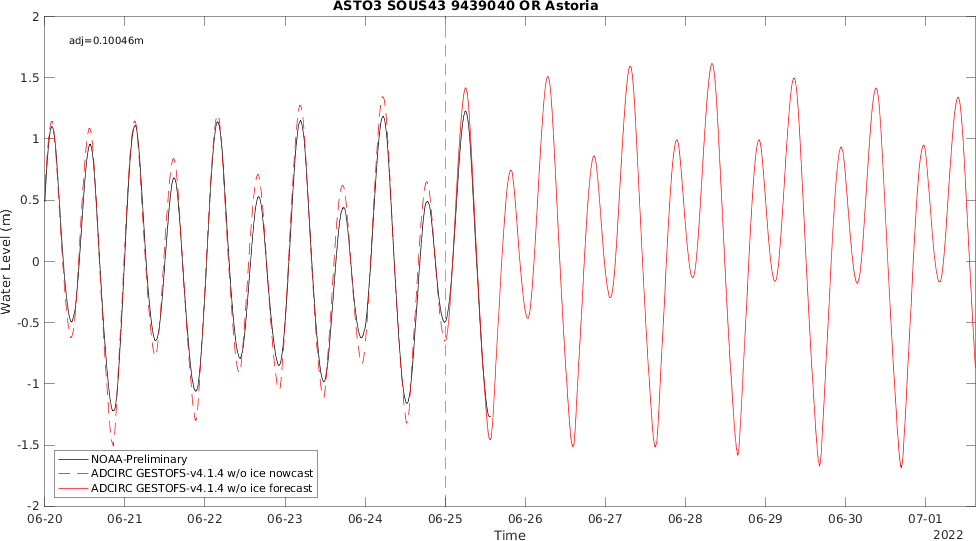 ASTO3 SOUS43 9439040 OR Astoria
adj=0.10046m
2
1.5
1
0.5
0
-0.5
-1
-1.5
-2
Water Level (m)
NOAA-Preliminary
ADCIRC GESTOFS-v4.1.4 w/o ice nowcast
ADCIRC GESTOFS-v4.1.4 w/o ice forecast
06-20 06-21 06-22 06-23 06-24 06-25 06-26 06-27 06-28 06-29 06-30 07-01
Time
2022